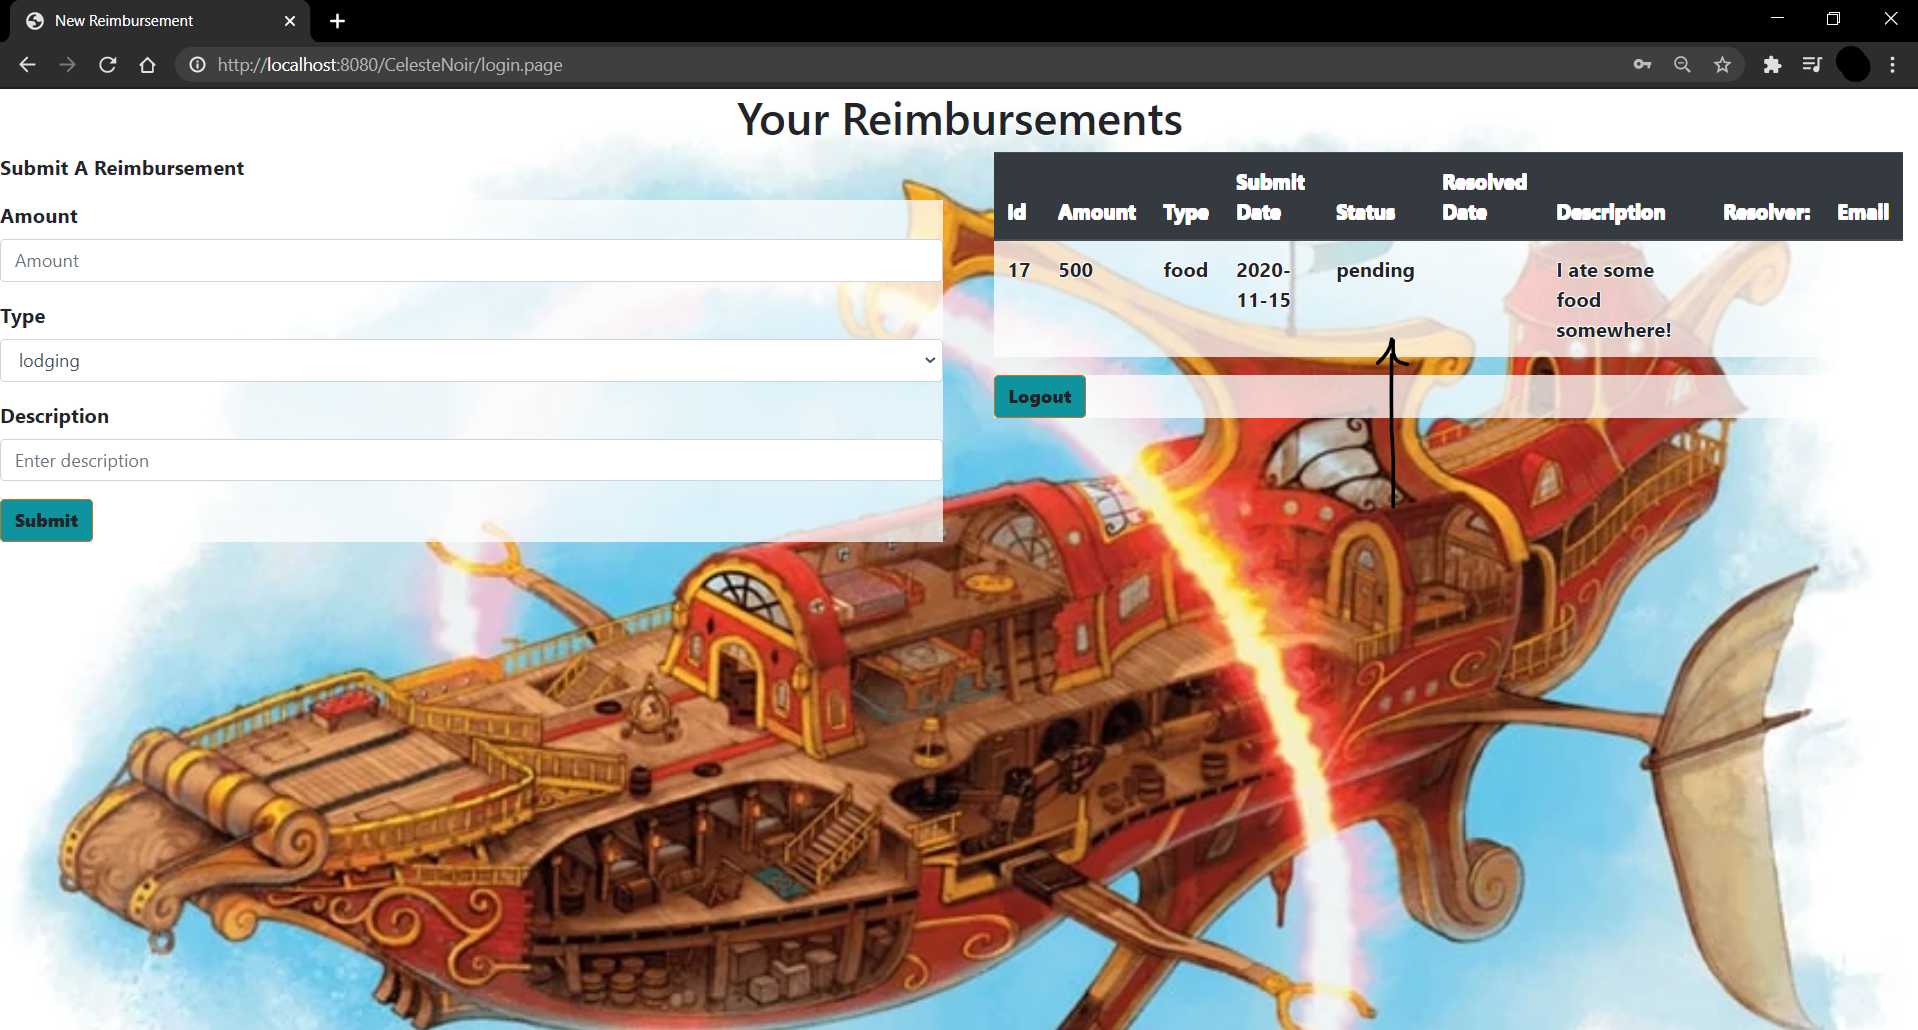 New Reimbursement
http://localhost:8080/CelesteNoir/login.page
Your Reimbursements
Submit A Reimbursement
Amount
Amount
Type
lodging
Description
Enter description
Submit
Id Amount Type Submit Date Status Resolved Date Description Resolver: Email
17 500 food 2020-11-15 pending I ate some food somewhere!
Logout